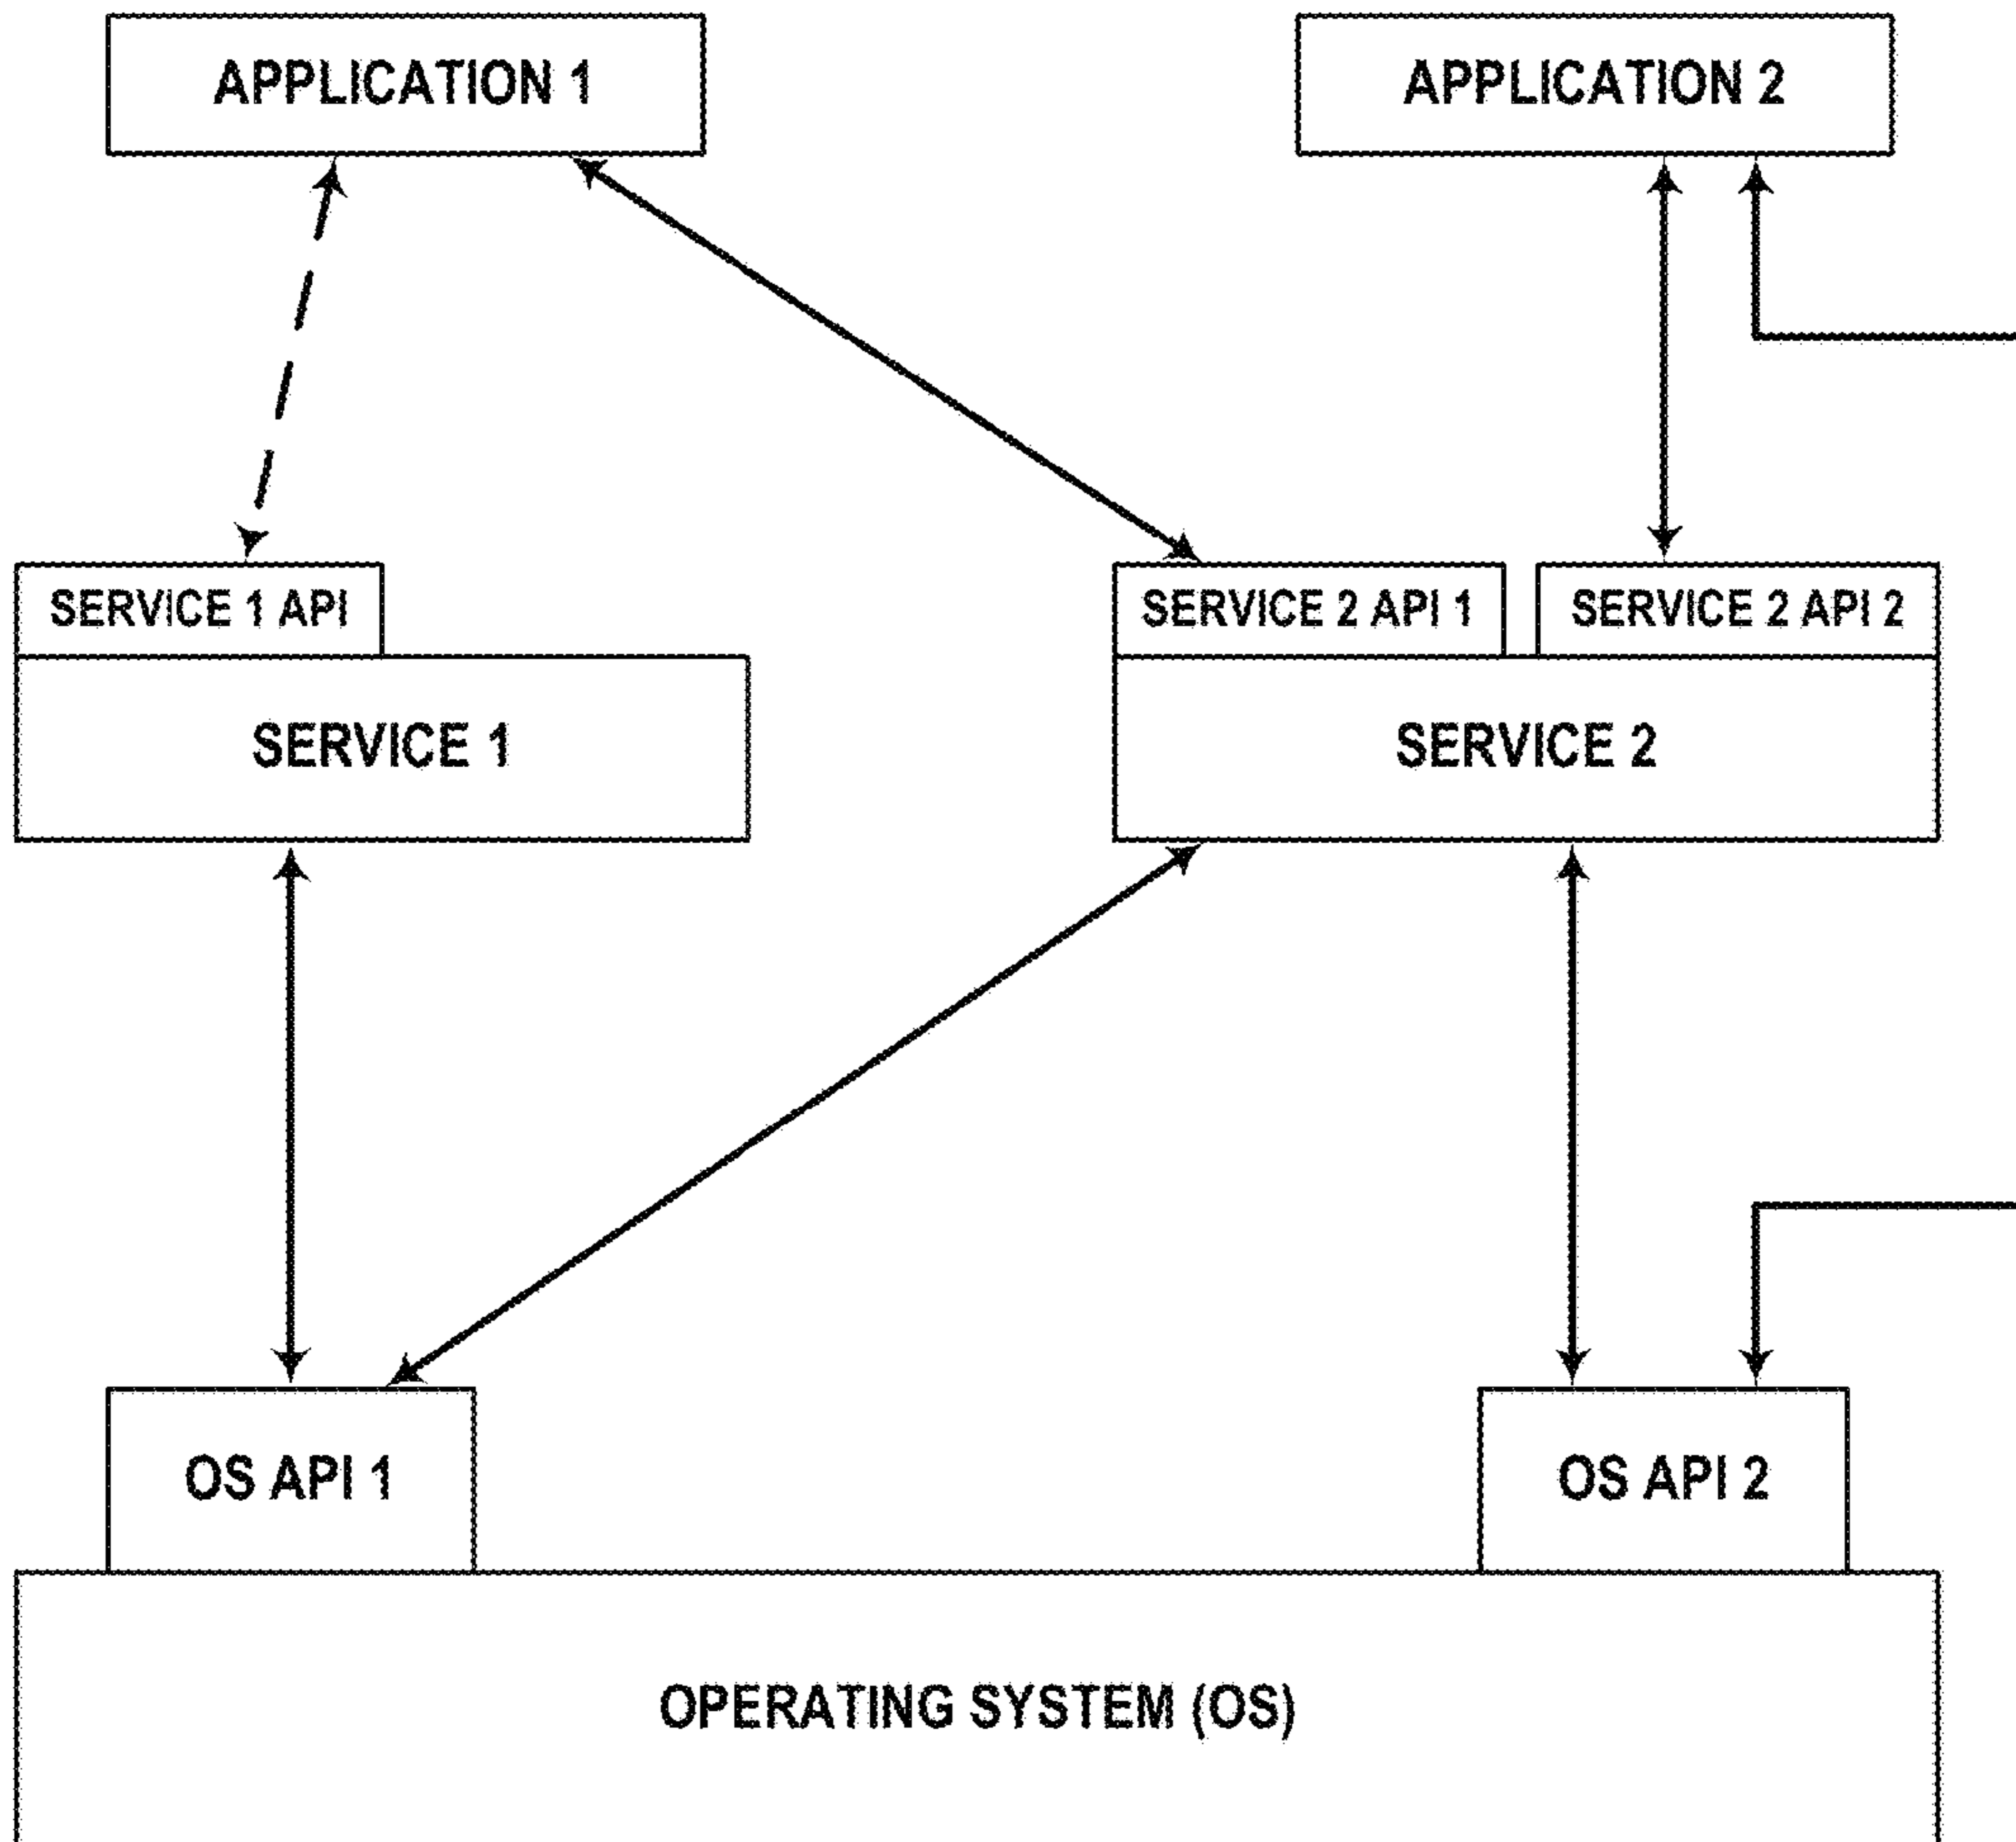 APPLICATION 1
APPLICATION 2
SERVICE 1 API
SERVICE 2 API 1
SERVICE 2 API 2
SERVICE 1
SERVICE 2
OS API 1
OS API 2
OPERATING SYSTEM (OS)